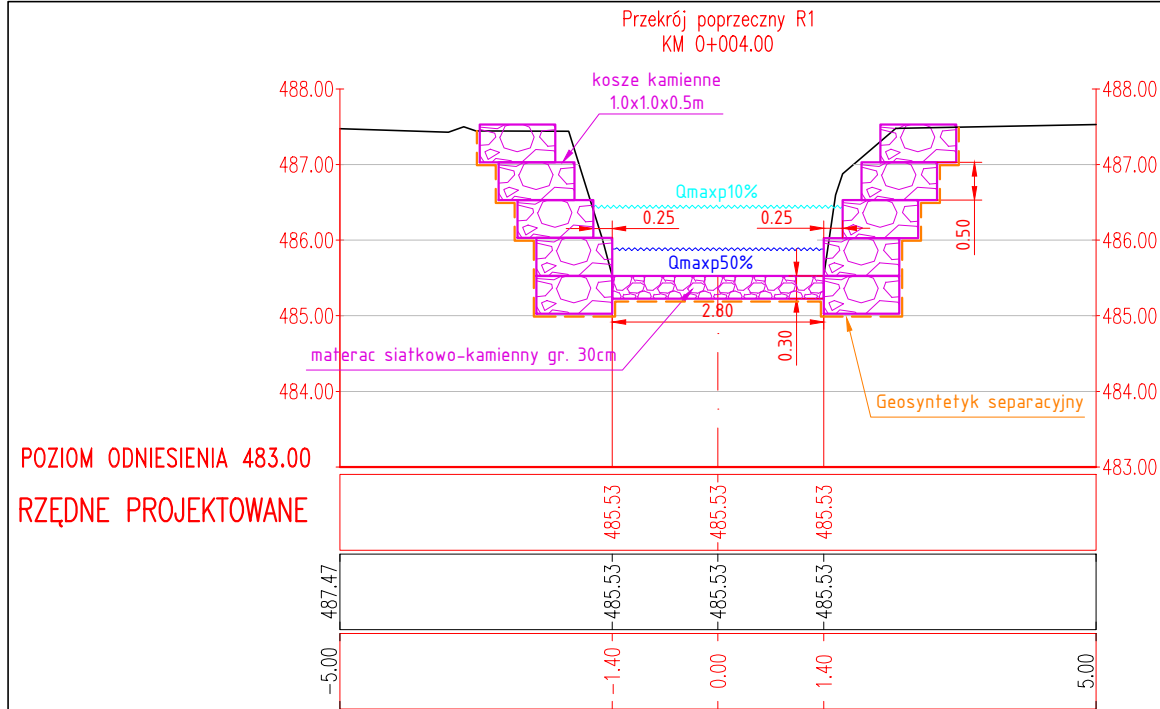 Przekrój poprzeczny R1
KM 0+004.00
kosze kamienne
1.0x1.0x0.5m
488.00
488.00
487.00
487.00
Qmaxp10%
0.25
0.25
0.50
486.00
486.00
Qmaxp50%
485.00
2.80
485.00
0.30
materac siatkowo-kamienny gr. 30cm
484.00
Geosyntetyk separacyjny
484.00
POZIOM ODNIESIENIA 483.00
483.00
RZĘDNE PROJEKTOWANE
485.53
485.53
485.53
487.47
485.53
485.53
485.53
-5.00
-1.40
0.00
1.40
5.00